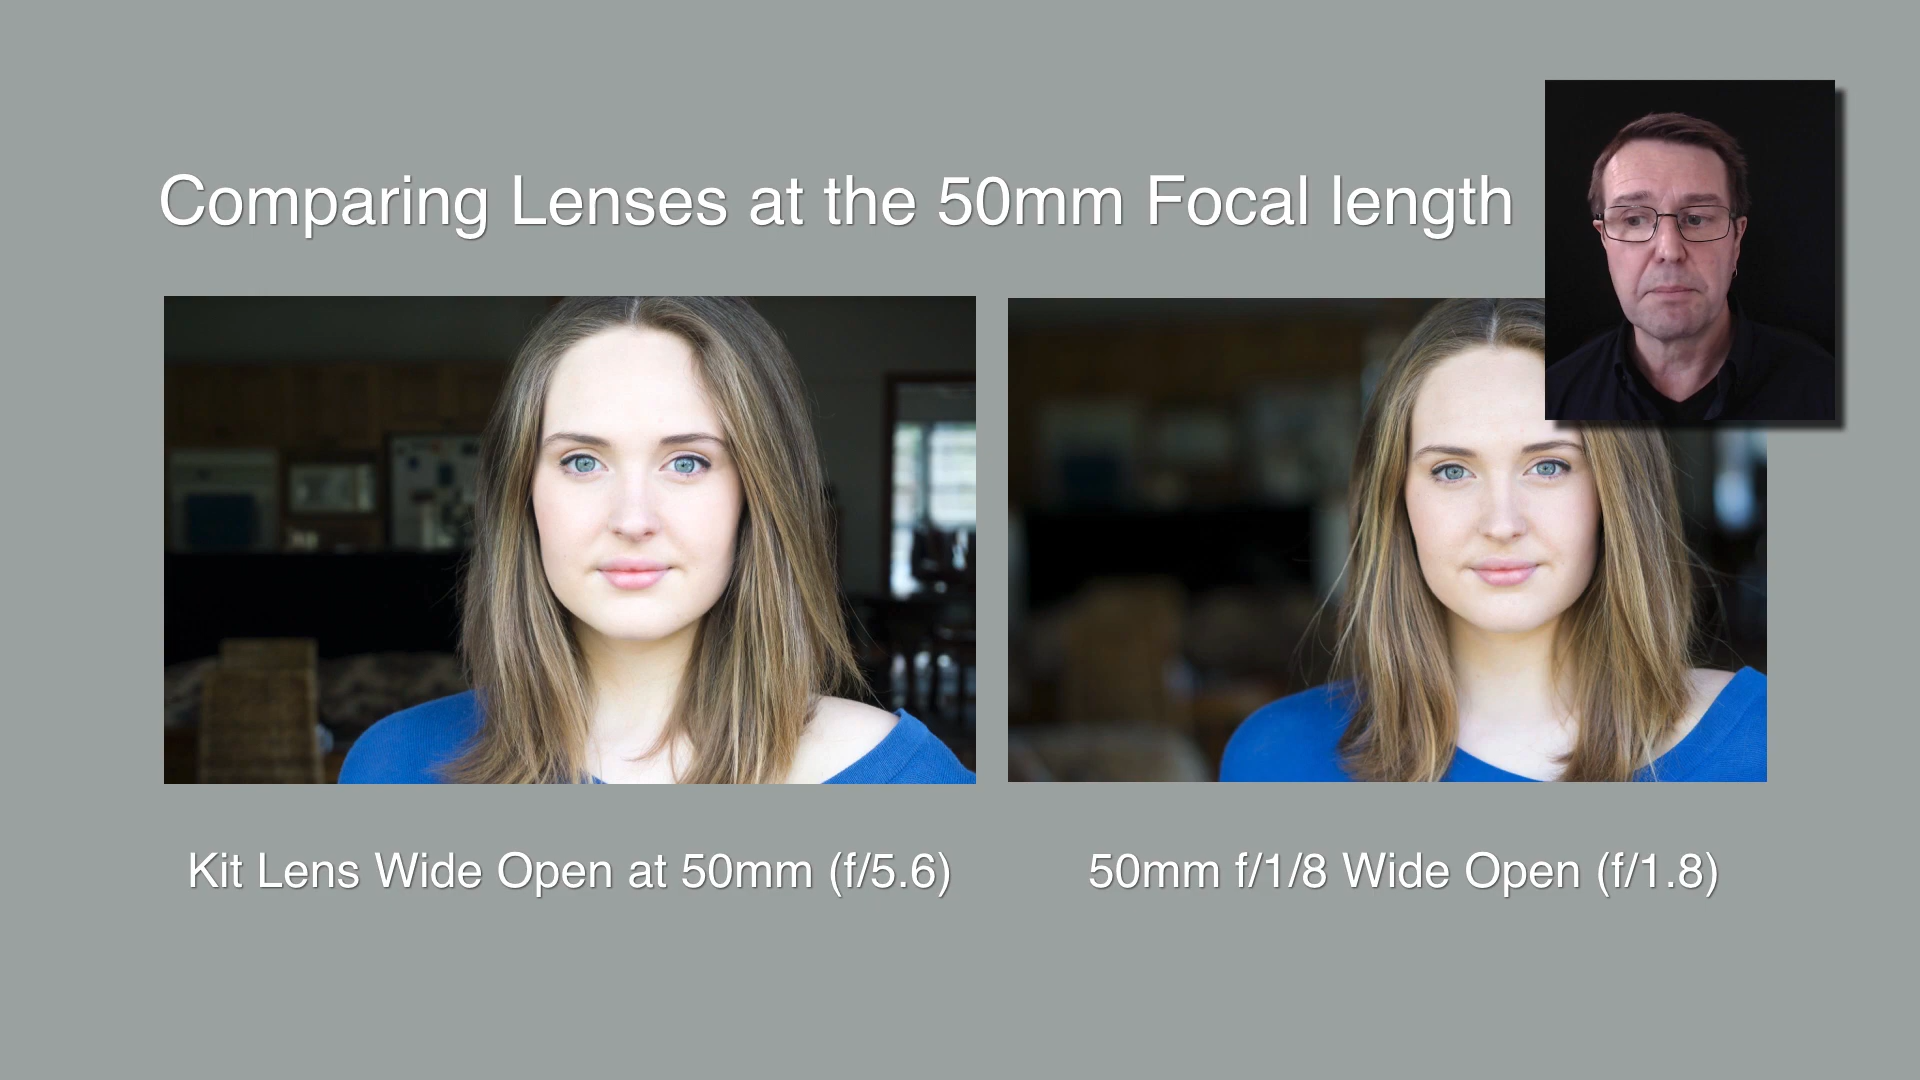 Comparing Lenses at the 50mm Focal length
Kit Lens Wide Open at 50mm (f/5.6)
50mm f/1/8 Wide Open (f/1.8)